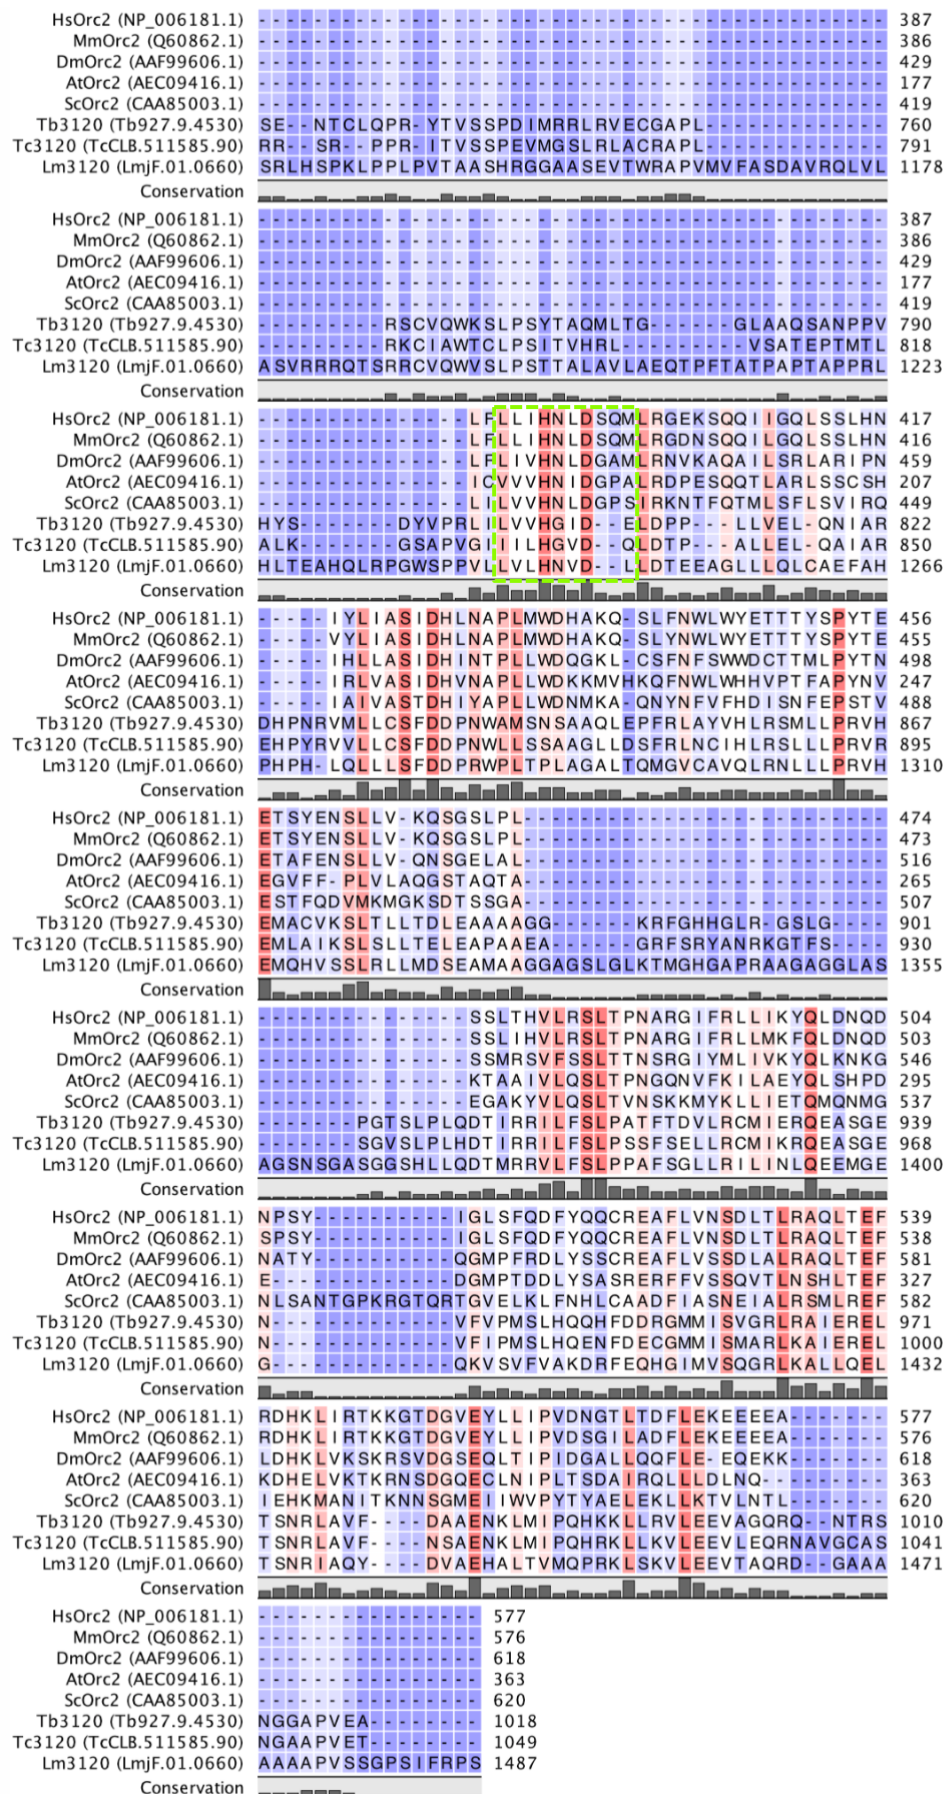 HsOrc2 (NP_006181.1) - - - - - - - - - - - - - - - - - - - - - - - - - - - - - - - - - - - - - - - - - - - - - 387
MmOrc2 (Q60862.1) - - - - - - - - - - - - - - - - - - - - - - - - - - - - - - - - - - - - - - - - - - - - - 386
DmOrc2 (AAF99606.1) - - - - - - - - - - - - - - - - - - - - - - - - - - - - - - - - - - - - - - - - - - - - - 429
AtOrc2 (AEC09416.1) - - - - - - - - - - - - - - - - - - - - - - - - - - - - - - - - - - - - - - - - - - - - - 177
ScOrc2 (CAA85003.1) - - - - - - - - - - - - - - - - - - - - - - - - - - - - - - - - - - - - - - - - - - - - - 419
Tb3120 (Tb927.9.4530) SE--NTCLQPR-YTVSSPDIMRRLRVECGAPL------------- 760
Tc3120 (TcCLB.511585.90) RR--SR-PPR-ITVSSPEVMGSLRLACRAPL------------- 791
Lm3120 (LmjF.01.0660) SRLHSPKLPPLPVTAASHRGGAASEVTWRAPVMVFASDAVRQLVL 1178
Conservation
HsOrc2 (NP_006181.1) --------------------------------------------- 387
MmOrc2 (Q60862.1) --------------------------------------------- 386
DmOrc2 (AAF99606.1) --------------------------------------------- 429
AtOrc2 (AEC09416.1) --------------------------------------------- 177
ScOrc2 (CAA85003.1) --------------------------------------------- 419
Tb3120 (Tb927.9.4530) ---------RSCVQWKSLPSYTAQMLTG------GLAAQSANPPV 790
Tc3120 (TcCLB.511585.90) ---------RKCIAWTCLPSITTVHRL-------VSATEPTMTL 818
Lm3120 (LmjF.01.0660) ASVRRRQTSRRCVQWVSLPSTTALAVLAEQTPFTATPAPTAPPRL 1223
Conservation
HsOrc2 (NP_006181.1) ---------------LFLLIHNLDSQMLRGEKSQQIIGQLSSLHN 417
MmOrc2 (Q60862.1) ---------------LFLLIHNLDSQMLRGDNSQQIIGQLSSLHN 416
DmOrc2 (AAF99606.1) ---------------LFLIVHNLDGAMLRNVKAQAILSRLARIPN 459
AtOrc2 (AEC09416.1) ---------------ICVVVHNIDGPALRDPESQQTLARLSSCSH 207
ScOrc2 (CAA85003.1) ---------------LILVVHNLDGPSIRKNTFQTMLSFLSVIRQ 449
Tb3120 (Tb927.9.4530) HYS-------DYVPRLILVVHGID--ELDPP---LLVEL-QNIAR 822
Tc3120 (TcCLB.511585.90) ALK-------GSAPVGIIILHGVD--QLDTP---ALLEL-QAIAR 850
Lm3120 (LmjF.01.0660) HLTEAHQLRPGWSPPVLLVLHNVD--LLDTEEAGLLLQLCAEFAH 1266
Conservation
HsOrc2 (NP_006181.1) -----IYLIASIDHLNAPLMWDHAKQ-SLFNWLWYETTTYSPYTE 456
MmOrc2 (Q60862.1) -----VYLIASIDHLNAPLMWDHAKQ-SLYNWLWYETTTYSPYTE 455
DmOrc2 (AAF99606.1) -----IHLLASIDHINTPLLWDQGKL-CSFNFSWWDCTTMLPYTN 498
AtOrc2 (AEC09416.1) -----IRLVASIDHVNAPLLWDKKMVHKQFNWLWHHVPTFAPYNV 247
ScOrc2 (CAA85003.1) -----IAIVASTDHIYAPLLWDNMKA-QNYNFVFHDISNFEPSTV 488
Tb3120 (Tb927.9.4530) DHPNRVMLLCSFDDPNWAMSNSAAQLEPFRLAYVHLRSMLLPRVH 867
Tc3120 (TcCLB.511585.90) EHPYRVVLLCSFDDPNWLLSSAAGLLDSFRLNCIHLRSLLLPRVR 895
Lm3120 (LmjF.01.0660) PHPH-LQLLLSFDDPRWPLTPLAGALTQMGVCAVQLRNLLLPRVH 1310
Conservation
HsOrc2 (NP_006181.1) ETSYENSLLV-KQSGSLPL-------------------------- 474
MmOrc2 (Q60862.1) ETSYENSLLV-KQSGSLPL-------------------------- 473
DmOrc2 (AAF99606.1) ETAFENSLLV-QNSGELAL-------------------------- 516
AtOrc2 (AEC09416.1) EGVFF-PLVLAQGSTAQTA-------------------------- 265
ScOrc2 (CAA85003.1) ESTFQDVMKMGKSDTSSGA-------------------------- 507
Tb3120 (Tb927.9.4530) EMACVKSLTLLTDLEAAAAGG------KRFGHHGLR-GSLG---- 901
Tc3120 (TcCLB.511585.90) EMLAIKSLSLLTELEAPAAEA------GRFSRYANRKGTFS---- 930
Lm3120 (LmjF.01.0660) EMQHVSSLRLLMDSEAMAAGGAGSLGLKTMGHGAPRAAGAGGLAS 1355
Conservation
HsOrc2 (NP_006181.1) ---------------SSLTHVLRSLTPNARGIFRLLIKYQLDNQD 504
MmOrc2 (Q60862.1) ---------------SSLIHVLRSLTPNARGIFRLLMKFQLDNQD 503
DmOrc2 (AAF99606.1) ---------------SSMRSVFSSLTTNSRGIYMLIVKYQLKNKG 546
AtOrc2 (AEC09416.1) ---------------KTAAIVLQSLTPNGQNVFKILAEYQLSHPD 295
ScOrc2 (CAA85003.1) ---------------EGAKYVLQSLTVNSKKMYKLLIETQMQNMG 537
Tb3120 (Tb927.9.4530) -------PGTSLPLQDTIRRILFSLPATFTDVLRCMIERQEASGE 939
Tc3120 (TcCLB.511585.90) -------SGVSLPLHDTIRRILFSLPSSFSELLRCMIKRQEASGE 968
Lm3120 (LmjF.01.0660) AGSNSGASGGSHLLQDTMRRVLFSLPPAFSGLLRILINLQEEMGE 1400
Conservation
HsOrc2 (NP_006181.1) NPSY----------IGLSFQDFYQQCREAFLVNSDLTLRAQLTEF 539
MmOrc2 (Q60862.1) SPSY----------IGLSFQDFYQQCREAFLVNSDLTLRAQLTEF 538
DmOrc2 (AAF99606.1) NATY----------QGMPFRDLYSSCREAFLVSSDLALRAQLTEF 581
AtOrc2 (AEC09416.1) E-------------DGMPTDDLYSASRERFFVSSQVTLNSHLTEF 327
ScOrc2 (CAA85003.1) NLSANTGPKRGTQRTGVELKLFNHLCAADFIASNEIALRSMLREF 582
Tb3120 (Tb927.9.4530) N-------------VFVPMSLHQQHFDDRGMMISVGRLRAIEREL 971
Tc3120 (TcCLB.511585.90) N-------------VFIPMSLHQENFDECGMMISMARLKAIEREL 1000
Lm3120 (LmjF.01.0660) G-------------QKVSVFVAKDRFEQHGIMVSQGRLKALLQEL 1432
Conservation
HsOrc2 (NP_006181.1) RDHKLIRTKKGTDGVEYLLIPVDNGTLTDFLEKEEEEA------- 577
MmOrc2 (Q60862.1) RDHKLIRTKKGTDGVEYLLIPVDSGILADFLEKEEEEA------- 576
DmOrc2 (AAF99606.1) LDHKLVKSKRSVDGSEQLTIPIDGALLQQFLE-EQEKK------- 618
AtOrc2 (AEC09416.1) KDHELVKTKRNSDGQECLNIPLTSDAIRQLLLDLNQ--------- 363
ScOrc2 (CAA85003.1) IEHKMANITKNNSGMEIIWVPYTYAELEKLLKTVLNTL------- 620
Tb3120 (Tb927.9.4530) TSNRLAVF----DAAENKLMIPQHKKLLRVLEEVAGQRQ--NTRS 1010
Tc3120 (TcCLB.511585.90) TSNRLAVF----NSAENKLMIPQHRKLLKVLEEVLEQRNAVGCAS 1041
Lm3120 (LmjF.01.0660) TSNRIAQY----DVAEHALTVMQPRKLSKVLEEVTAQRND-GAAA 1471
Conservation
HsOrc2 (NP_006181.1) ---------------- 577
MmOrc2 (Q60862.1) ---------------- 576
DmOrc2 (AAF99606.1) ---------------- 618
AtOrc2 (AEC09416.1) ---------------- 363
ScOrc2 (CAA85003.1) ---------------- 620
Tb3120 (Tb927.9.4530) NGGAPVEA-------- 1018
Tc3120 (TcCLB.511585.90) NGAAPVET-------- 1049
Lm3120 (LmjF.01.0660) AAAAPVSSGPSIFRPS 1487
Conservation